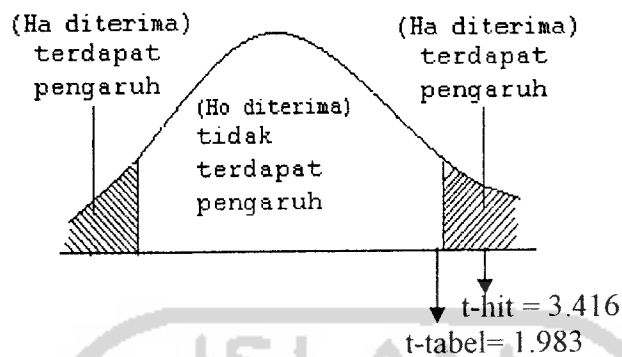 (Ha diterima)
terdapat
pengaruh
(Ha diterima)
terdapat
pengaruh
(Ho diterima)
tidak
terdapat
pengaruh
t-hit = 3.416
t-tabel= 1.983